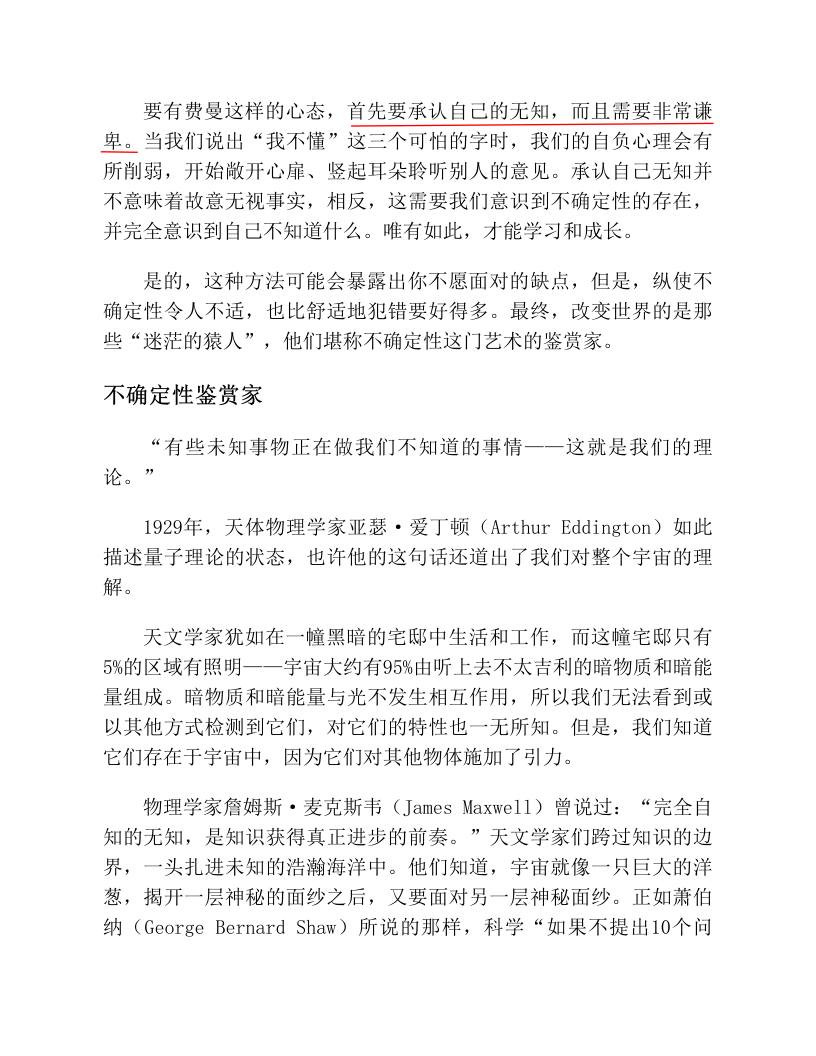 要有费曼这样的心态，首先要承认自己的无知，而且需要非常谦
卑。当我们说出“我不懂”这三个可怕的字时，我们的自负心理会有
所削弱，开始敞开心扉、竖起耳朵聆听别人的意见。承认自己无知并
不意味着故意无视事实，相反，这需要我们意识到不确定性的存在，
并完全意识到自己不知道什么。唯有如此，才能学习和成长。
是的，这种方法可能会暴露出你不愿面对的缺点，但是，纵使不
确定性令人不适，也比舒适地犯错要好得多。最终，改变世界的是那
些“迷茫的猿人”，他们堪称不确定性这门艺术的鉴赏家。
不确定性鉴赏家
“有些未知事物正在做我们不知道的事情——这就是我们的理
论。”
1929年，天体物理学家亚瑟·爱丁顿（Arthur Eddington）如此
描述量子理论的状态，也许他的这句话还道出了我们对整个宇宙的理
解。
天文学家犹如在一幢黑暗的宅邸中生活和工作，而这幢宅邸只有
5%的区域有照明——宇宙大约有95%由听上去不太吉利的暗物质和暗能
量组成。暗物质和暗能量与光不发生相互作用，所以我们无法看到或
以其他方式检测到它们，对它们的特性也一无所知。但是，我们知道
它们存在于宇宙中，因为它们对其他物体施加了引力。
物理学家詹姆斯·麦克斯韦（James Maxwell）曾说过：“完全自
知的无知，是知识获得真正进步的前奏。”天文学家们跨过知识的边
界，一头扎进未知的浩瀚海洋中。他们知道，宇宙就像一只巨大的洋
葱，揭开一层神秘的面纱之后，又要面对另一层神秘面纱。正如萧伯
纳（George Bernard Shaw）所说的那样，科学“如果不提出10个问